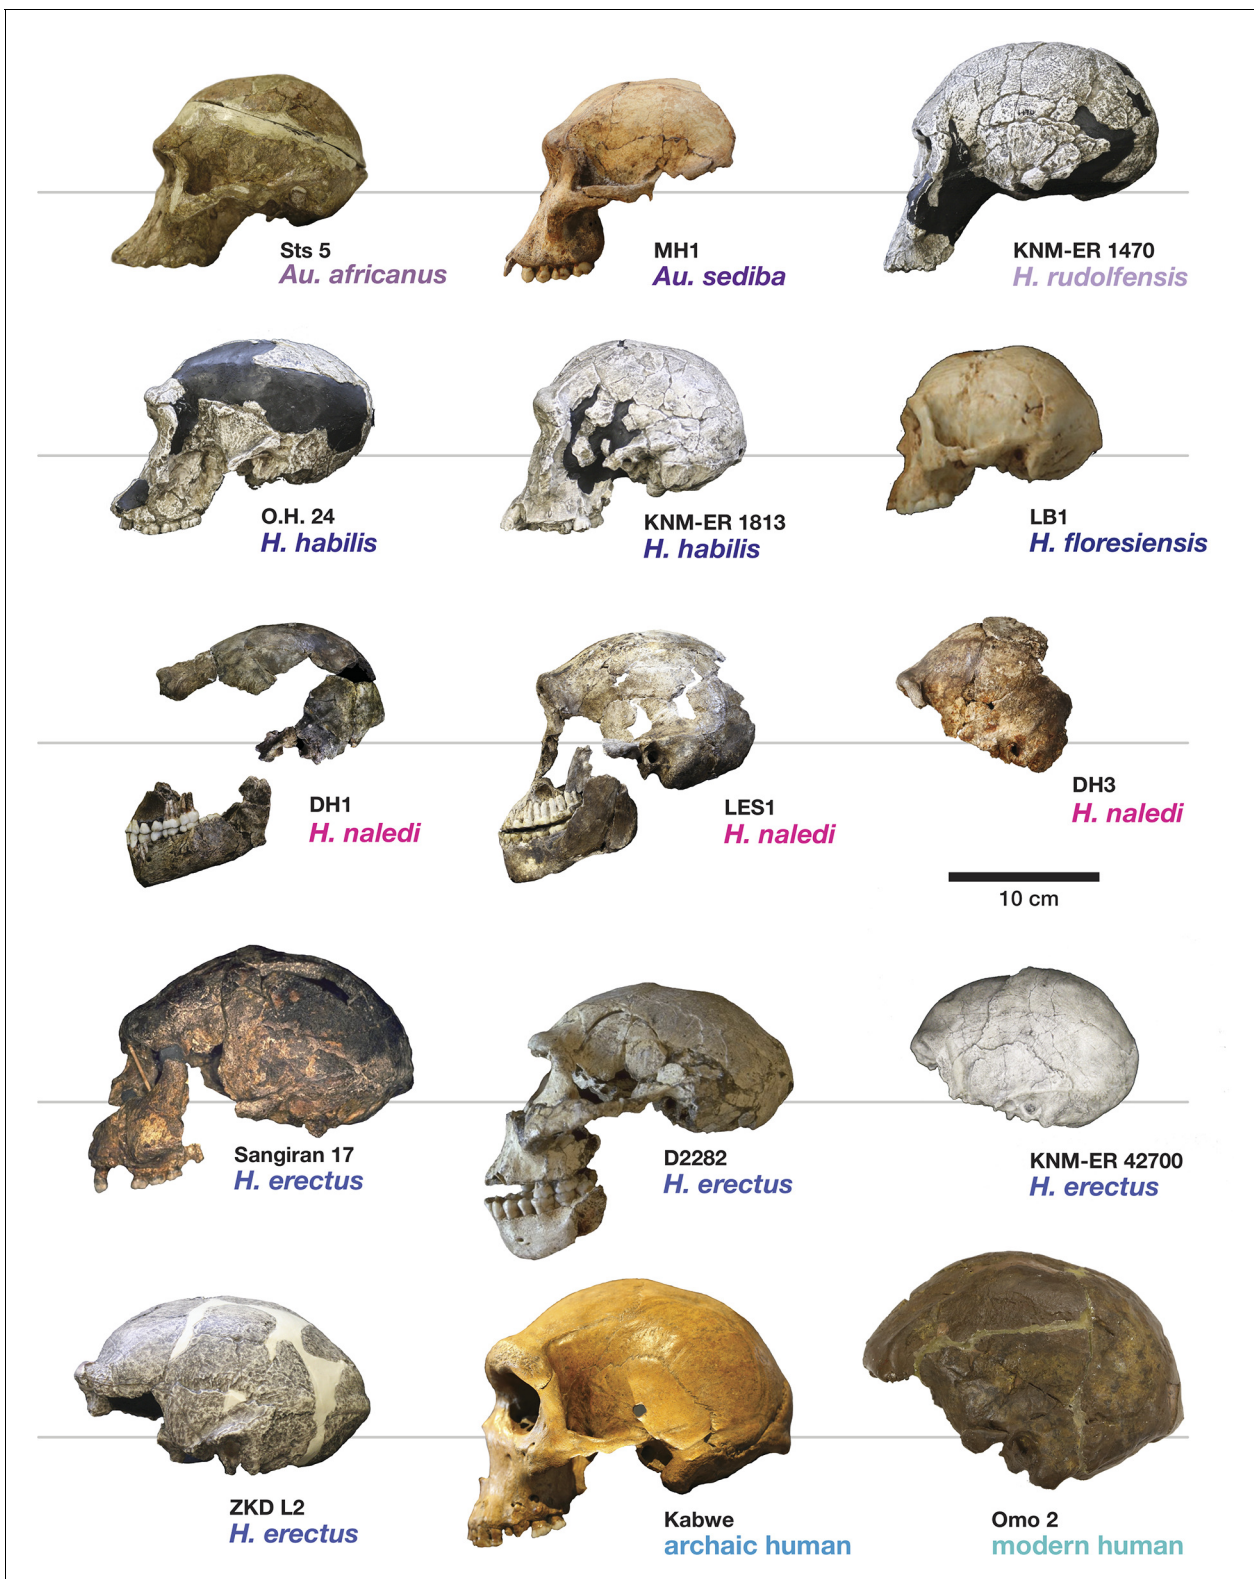 Sts 5
Au. africanus
MH1
Au. sediba
KNM-ER 1470
H. rudolfensis
O.H. 24
H. habilis
KNM-ER 1813
H. habilis
LB1
H. floresiensis
DH1
H. naledi
LES1
H. naledi
DH3
H. naledi
10 cm
Sangiran 17
H. erectus
D2282
H. erectus
KNM-ER 42700
H. erectus
ZKD L2
H. erectus
Kabwe
archaic human
Omo 2
modern human